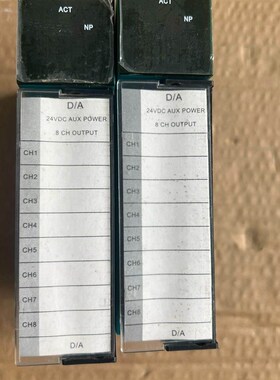 ACT
NP
D/A
24VDC AUX POWER
8 CH OUTPUT
CH1
CH2
CH3
CH4
CH5
CH6
CH7
CH8
D/A
ACT
NP
D/A
24VDC AUX POWER
8 CH OUTPUT
CH1
CH2
CH3
CH4
CH5
CH6
CH7
CH8
D/A